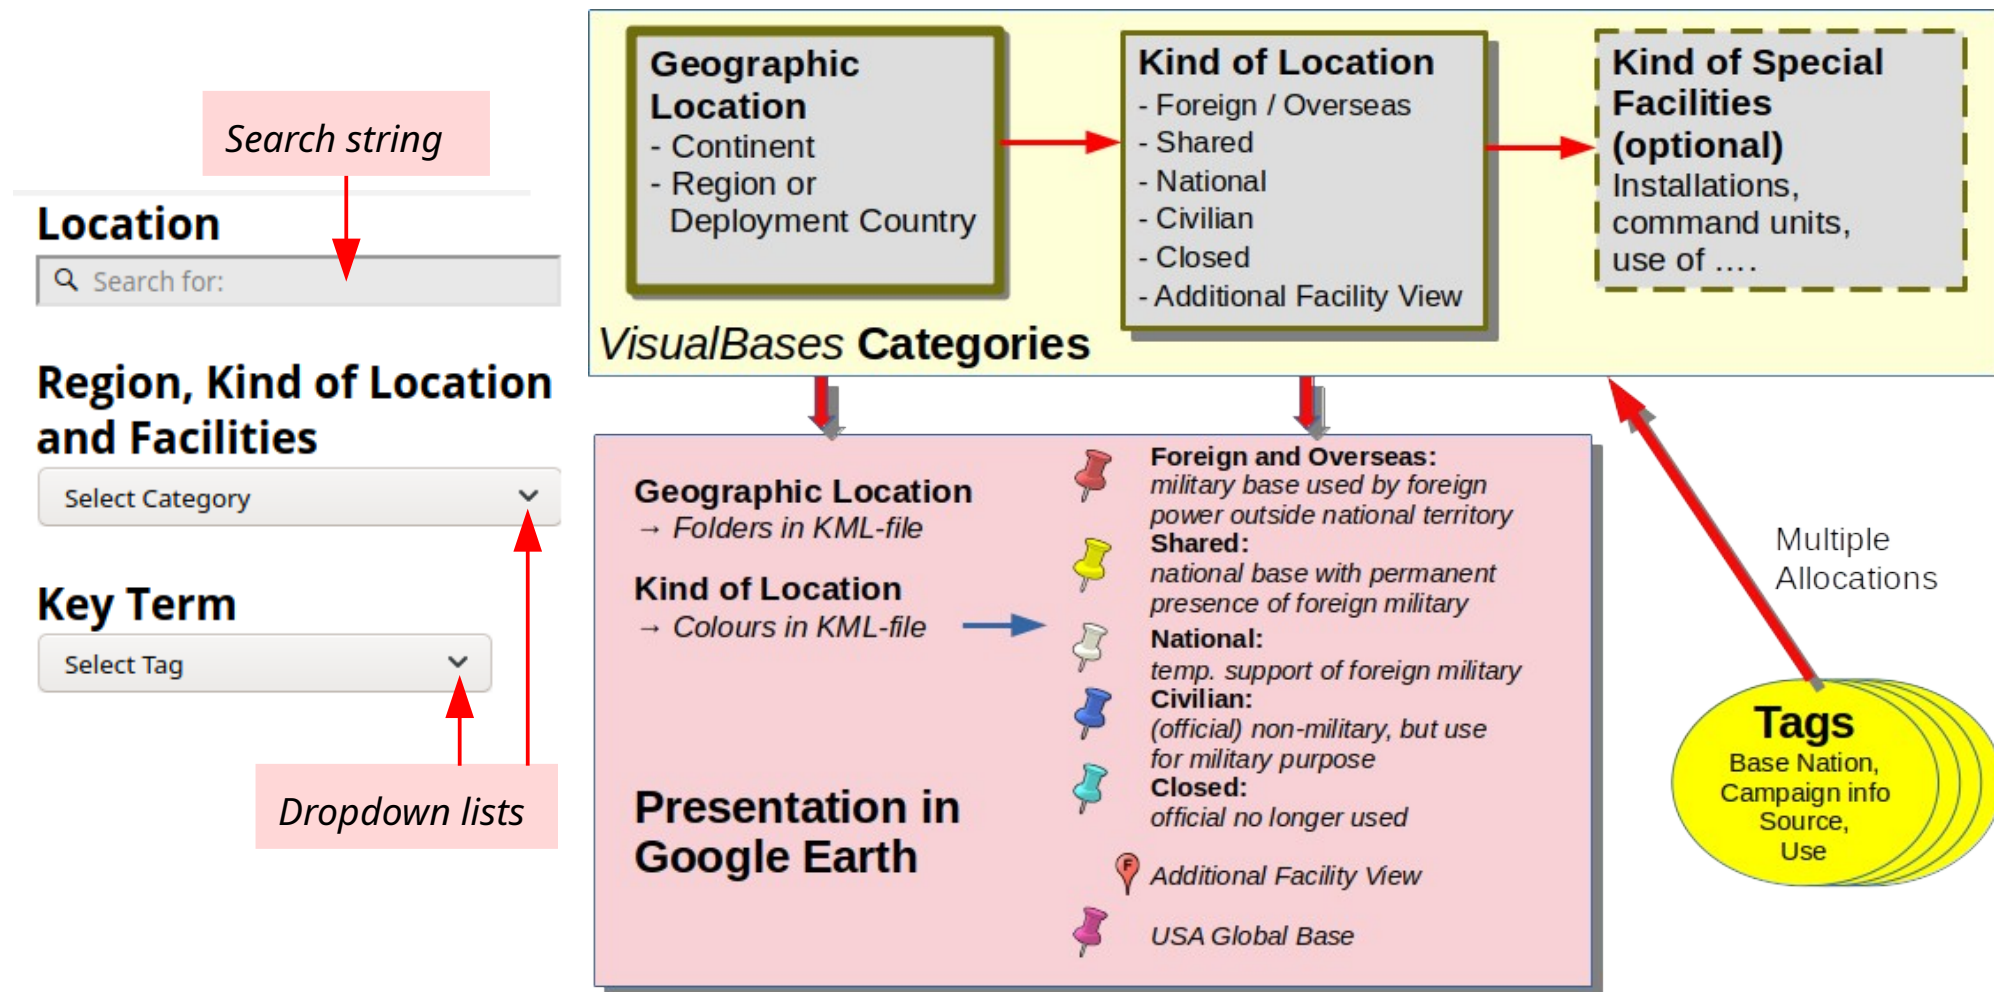 Search string
Location
Search for:
Region, Kind of Location
and Facilities
Select Category
Key Term
Select Tag
Dropdown lists
Geographic
Location
- Continent
- Region or
Deployment Country
Kind of Location
- Foreign / Overseas
- Shared
- National
- Civilian
- Closed
- Additional Facility View
Kind of Special
Facilities
(optional)
Installations,
command units,
use of ....
VisualBases Categories
Geographic Location
→ Folders in KML-file
Kind of Location
→ Colours in KML-file
Presentation in
Google Earth
Foreign and Overseas:
military base used by foreign
power outside national territory
Shared:
national base with permanent
presence of foreign military
National:
temp. support of foreign military
Civilian:
(official) non-military, but use
for military purpose
Closed:
official no longer used
F
Additional Facility View
USA Global Base
Multiple
Allocations
Tags
Base Nation,
Campaign info
Source,
Use